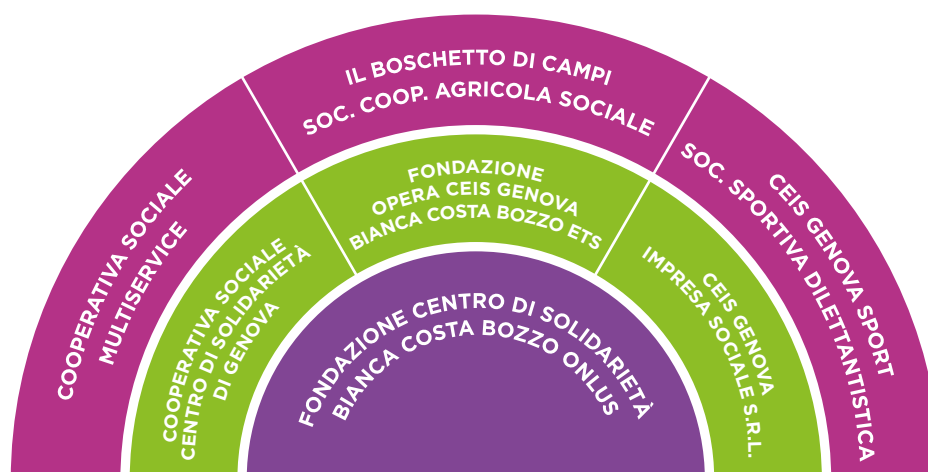 IL BOSCHETTO DI CAMPI
SOC. COOP. AGRICOLA SOCIALE
COOPERATIVA SOCIALE
MULTISERVICE
CEIS GENOVA SPORT
SOC. SPORTIVA DILETTANTISTICA
FONDAZIONE
OPERA CEIS GENOVA
BIANCA COSTA BOZZO ETS
COOPERATIVA SOCIALE
CENTRO DI SOLIDARIETÀ
DI GENOVA
CEIS GENOVA
IMPRESA SOCIALE S.R.L.
FONDAZIONE CENTRO DI SOLIDARIETÀ
BIANCA COSTA BOZZO ONLUS